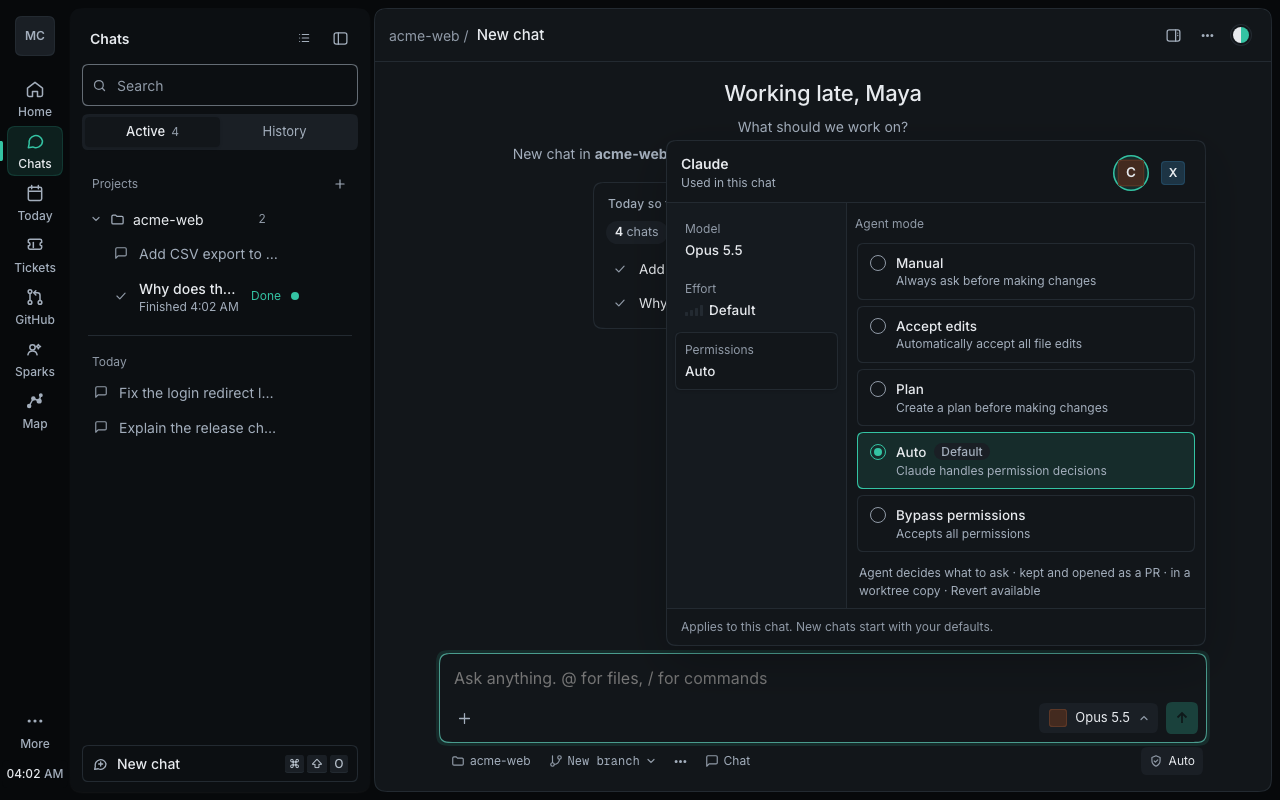 MC
Home
Chats
Today
Tickets
GitHub
Sparks
Map
More
04:02 AM
Chats
Search
Active 4
History
Projects
acme-web 2
Add CSV export to ...
Why does th... Done
Finished 4:02 AM
Today
Fix the login redirect l...
Explain the release ch...
New chat ⌘ ⇧ O
acme-web / New chat
Working late, Maya
What should we work on?
New chat in acme-web
Today so
4 chats
Add
Why
Claude
Used in this chat
C
X
Model
Opus 5.5
Effort
Default
Permissions
Auto
Agent mode
Manual
Always ask before making changes
Accept edits
Automatically accept all file edits
Plan
Create a plan before making changes
Auto Default
Claude handles permission decisions
Bypass permissions
Accepts all permissions
Agent decides what to ask · kept and opened as a PR · in a
worktree copy · Revert available
Applies to this chat. New chats start with your defaults.
Ask anything. @ for files, / for commands
Opus 5.5
acme-web New branch Chat Auto